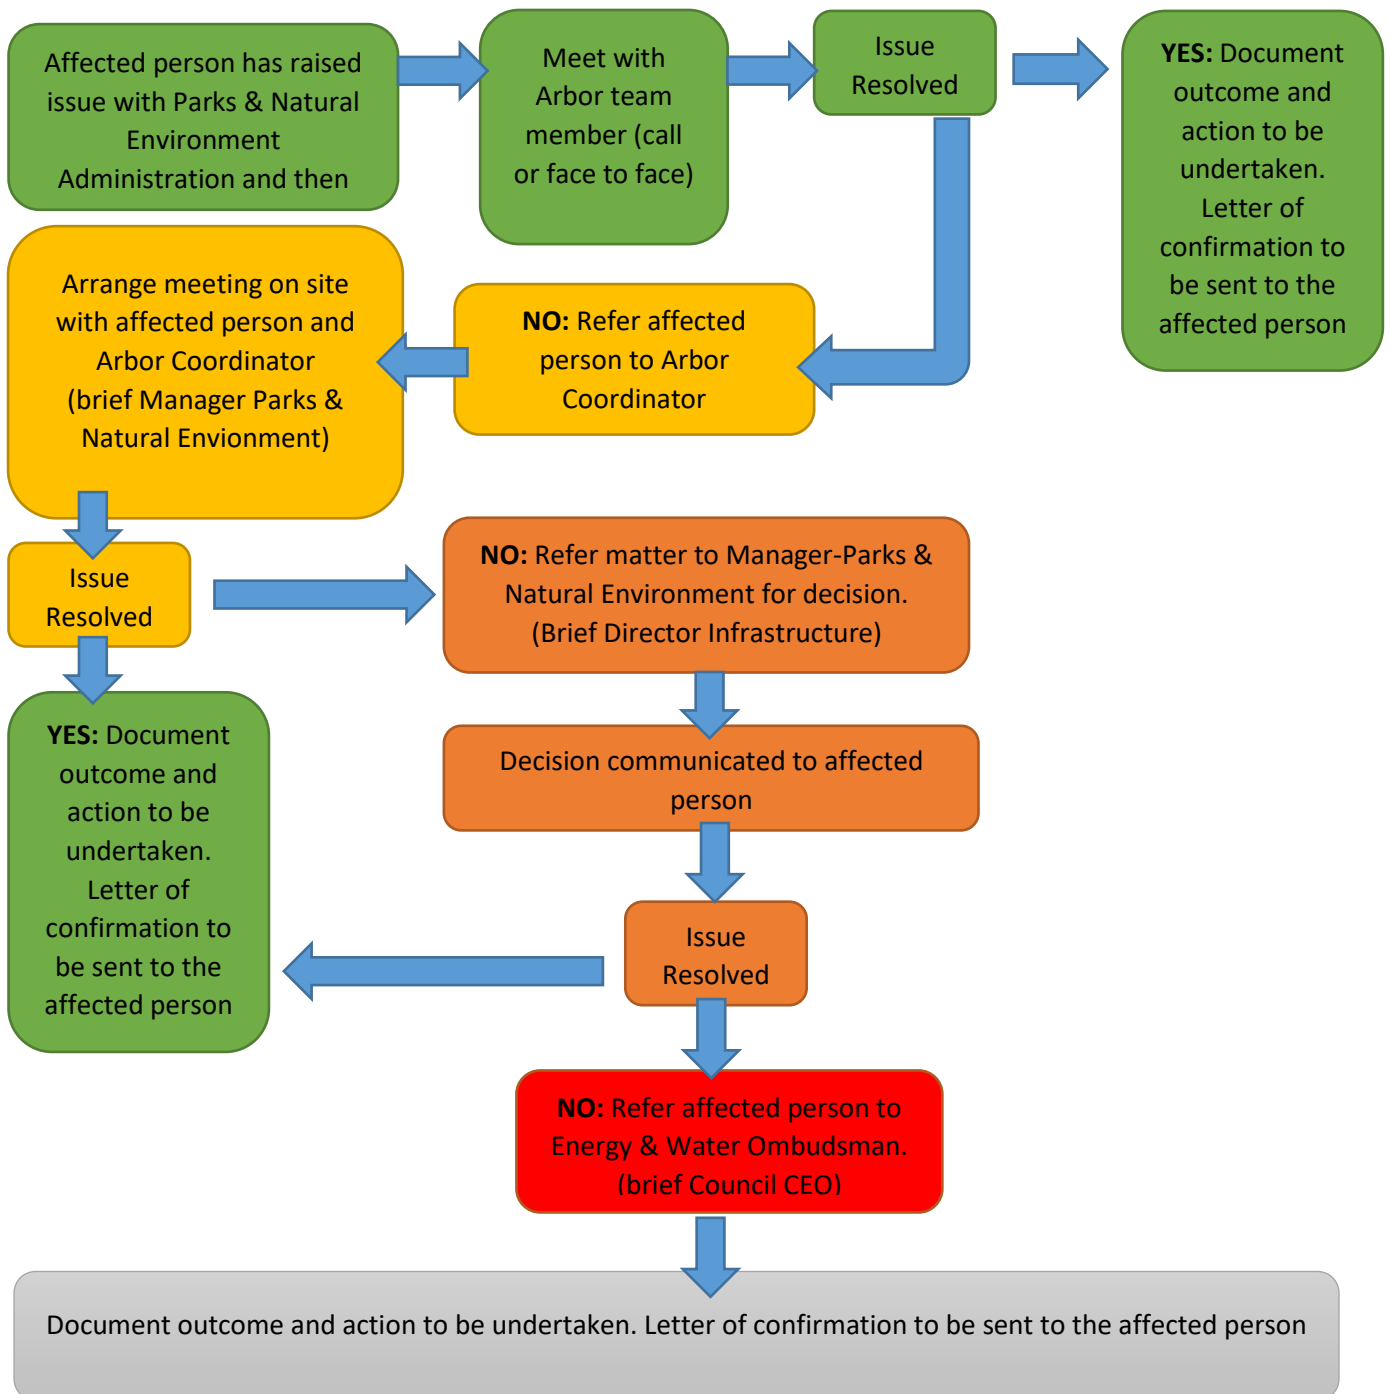 Affected person has raised
issue with Parks & Natural
Environment
Administration and then
Meet with
Arbor team
member (call
or face to face)
Issue
Resolved
YES: Document
outcome and
action to be
undertaken.
Letter of
confirmation to
be sent to the
affected person
NO: Refer affected
person to Arbor
Coordinator
Arrange meeting on site
with affected person and
Arbor Coordinator
(brief Manager Parks &
Natural Envionment)
Issue
Resolved
NO: Refer matter to Manager-Parks &
Natural Environment for decision.
(Brief Director Infrastructure)
YES: Document
outcome and
action to be
undertaken.
Letter of
confirmation to
be sent to the
affected person
Decision communicated to affected
person
Issue
Resolved
NO: Refer affected person to
Energy & Water Ombudsman.
(brief Council CEO)
Document outcome and action to be undertaken. Letter of confirmation to be sent to the affected person